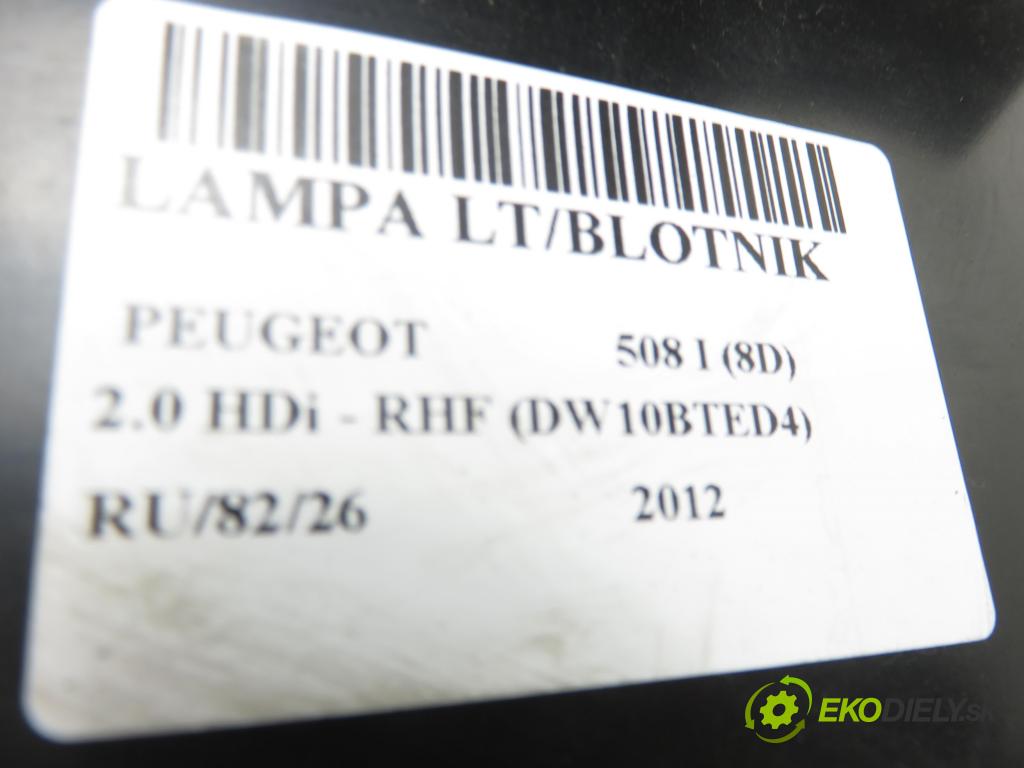 LAMPA LT/BLOTNIK
PEUGEOT 508 I (8D)
2.0 HDi - RHF (DW10BTED4)
RU/82/26 2012
EKODIELY.sk